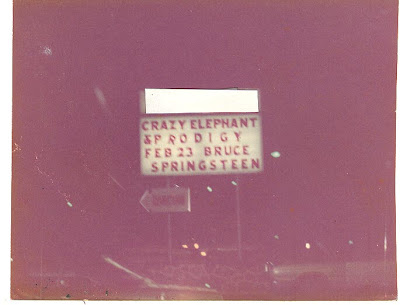 CRAZY ELEPHANT
& PRODIGY
FEB 23 BRUCE
SPRINGSTEEN